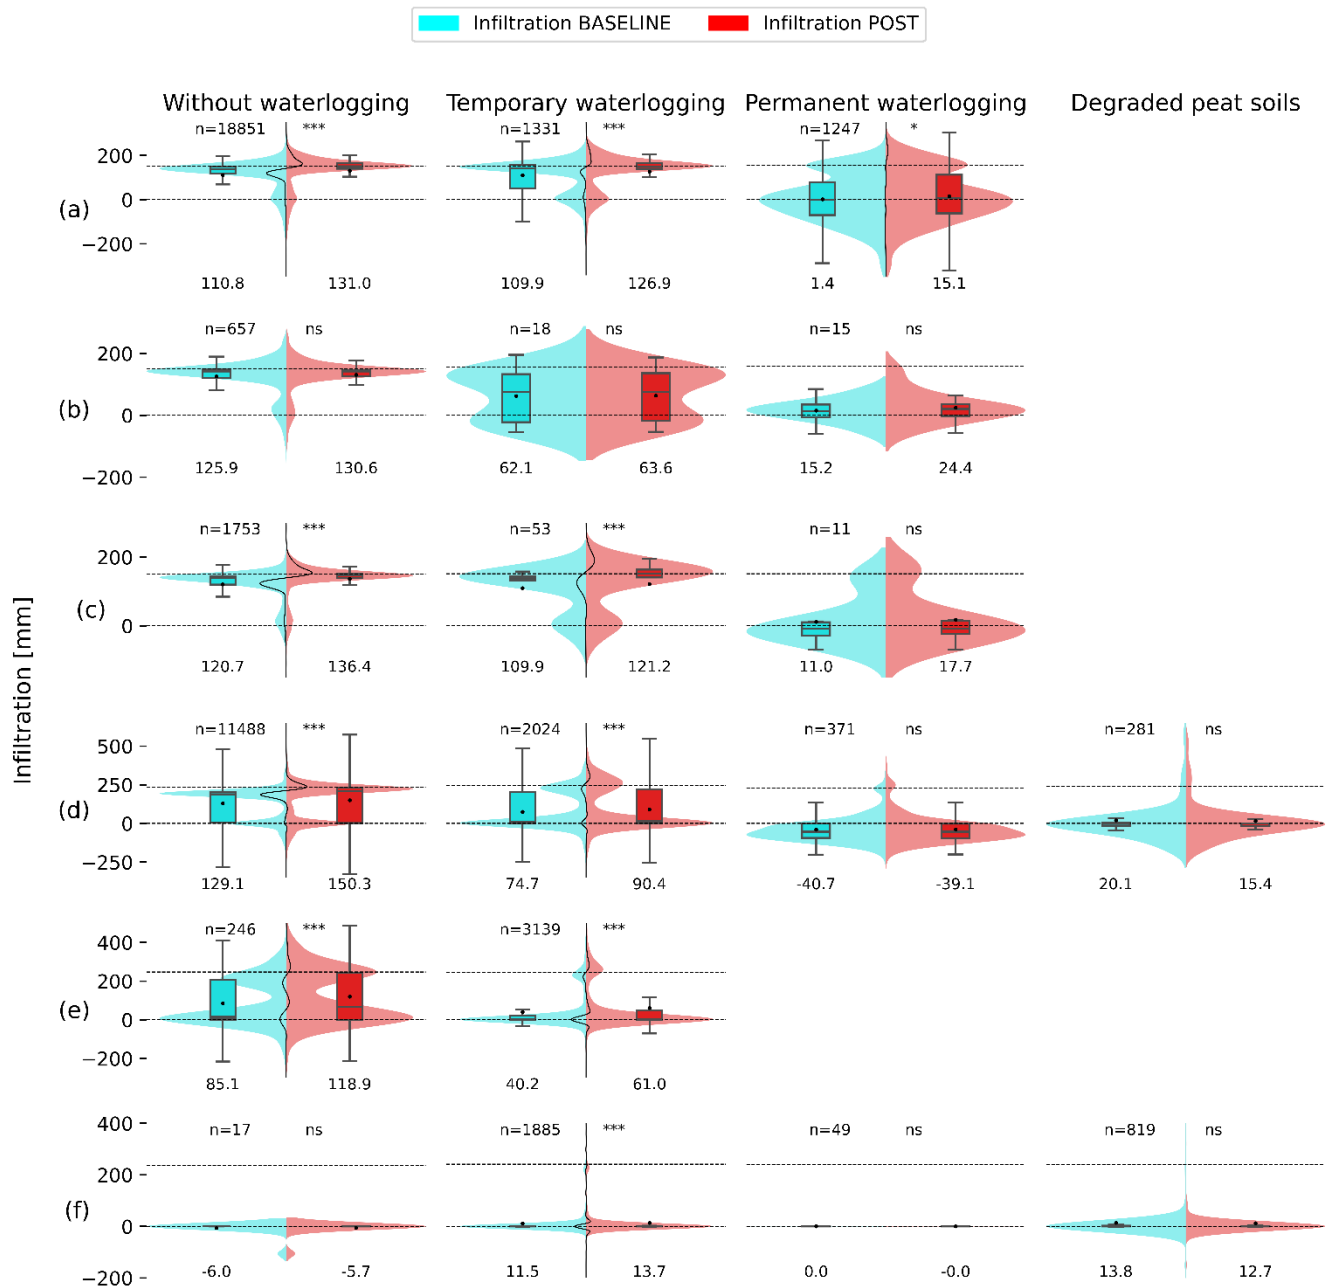 Infiltration BASELINE Infiltration POST
Without waterlogging Temporary waterlogging Permanent waterlogging Degraded peat soils
n=18851 *** n=1331 *** n=1247 *
200
(a)
0
−200
110.8 131.0 109.9 126.9 1.4 15.1
n=657 ns n=18 ns n=15 ns
200
(b)
0
−200
125.9 130.6 62.1 63.6 15.2 24.4
n=1753 *** n=53 *** n=11 ns
200
(c)
0
120.7 136.4 109.9 121.2 11.0 17.7
Infiltration [mm]
n=11488 *** n=2024 *** n=371 ns n=281 ns
500
250
(d)
0
−250
129.1 150.3 74.7 90.4 -40.7 -39.1 20.1 15.4
n=246 *** n=3139 ***
400
200
(e)
0
−200
85.1 118.9 40.2 61.0
400
n=17 ns n=1885 *** n=49 ns n=819 ns
200
(f)
0
−200
-6.0 -5.7 11.5 13.7 0.0 -0.0 13.8 12.7